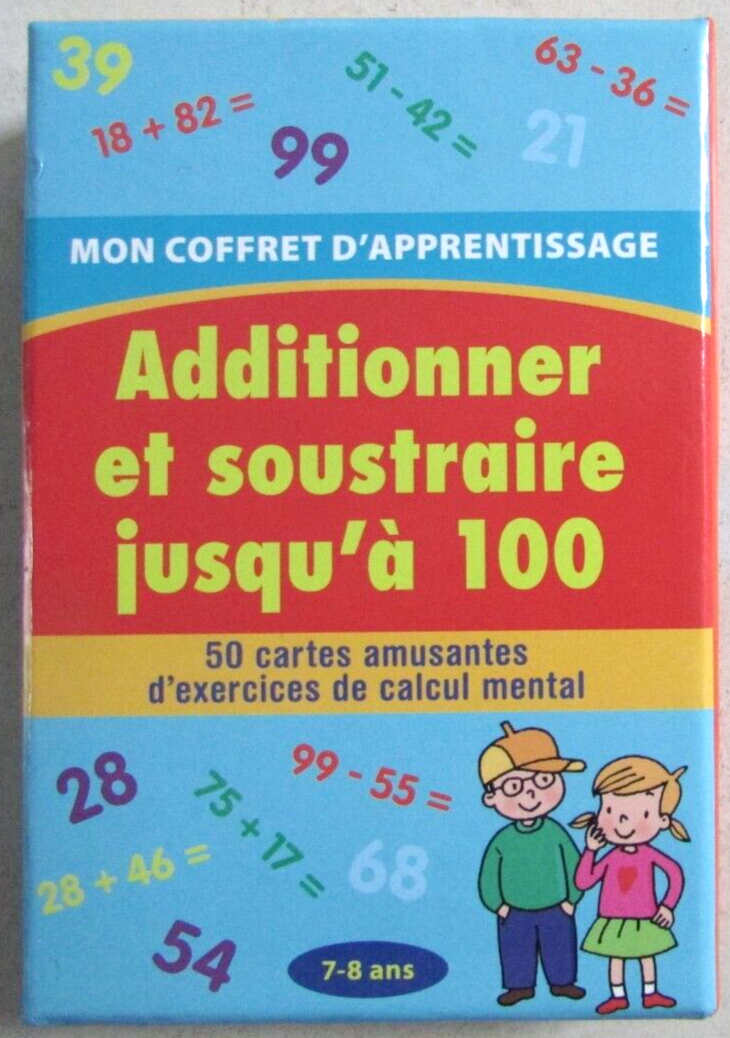 39
18 + 82 =
99
51 - 42 =
63 - 36 =
21
MON COFFRET D'APPRENTISSAGE
Additionner
et soustraire
jusqu'à 100
50 cartes amusantes
d'exercices de calcul mental
28
99 - 55 =
75 + 17 =
28 + 46 =
68
54
7-8 ans